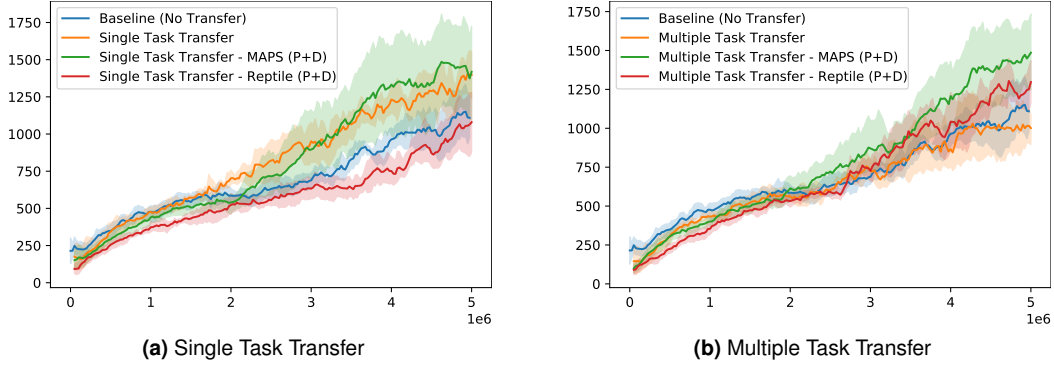 Baseline (No Transfer)
Single Task Transfer
Single Task Transfer - MAPS (P+D)
Single Task Transfer - Reptile (P+D)
1750
1500
1250
1000
750
500
250
0
0 1 2 3 4 5
1e6
(a) Single Task Transfer
Baseline (No Transfer)
Multiple Task Transfer
Multiple Task Transfer - MAPS (P+D)
Multiple Task Transfer - Reptile (P+D)
1750
1500
1250
1000
750
500
250
0
0 1 2 3 4 5
1e6
(b) Multiple Task Transfer